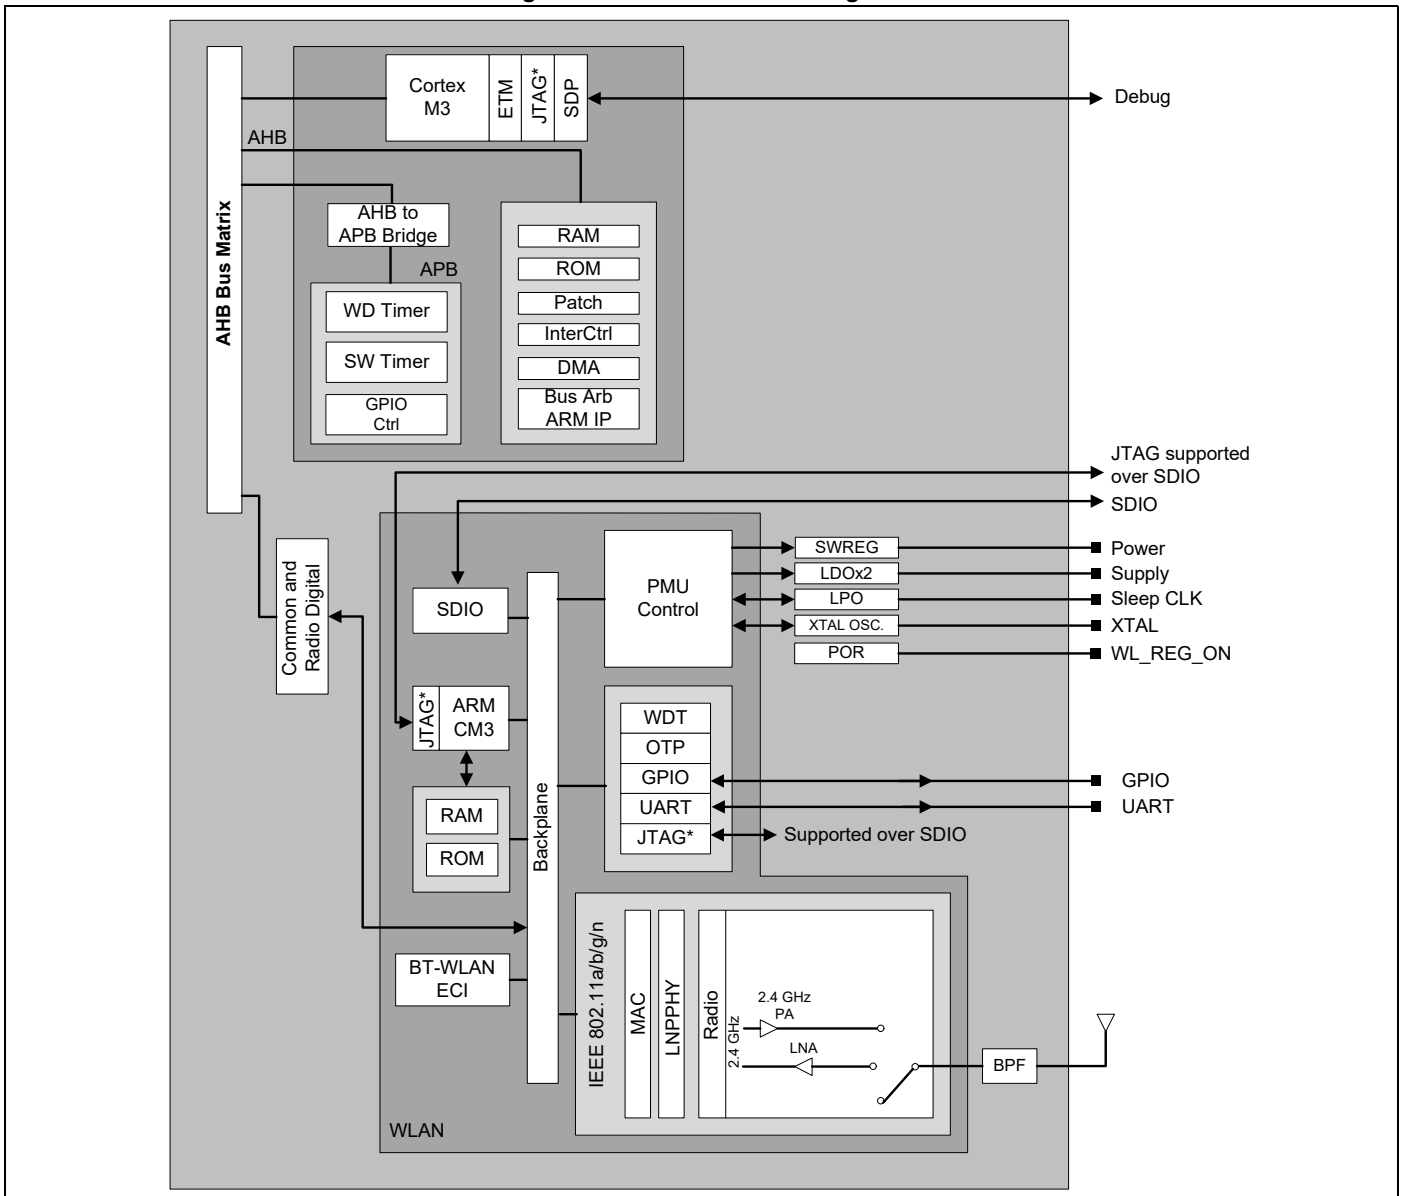 Cortex
M3
ETM
JTAG*
SDP
Debug
AHB
AHB Bus Matrix
AHB to
APB Bridge
APB
WD Timer
SW Timer
GPIO
Ctrl
RAM
ROM
Patch
InterCtrl
DMA
Bus Arb
ARM IP
JTAG supported
over SDIO
SDIO
Common and
Radio Digital
SDIO
PMU
Control
SWREG
LDOx2
LPO
XTAL OSC.
POR
Power
Supply
Sleep CLK
XTAL
WL_REG_ON
JTAG*
ARM
CM3
RAM
ROM
Backplane
WDT
OTP
GPIO
UART
JTAG*
GPIO
UART
Supported over SDIO
BT-WLAN
ECI
IEEE 802.11a/b/g/n
MAC
LNPPHY
Radio
2.4 GHz
2.4 GHz
PA
LNA
BPF
WLAN